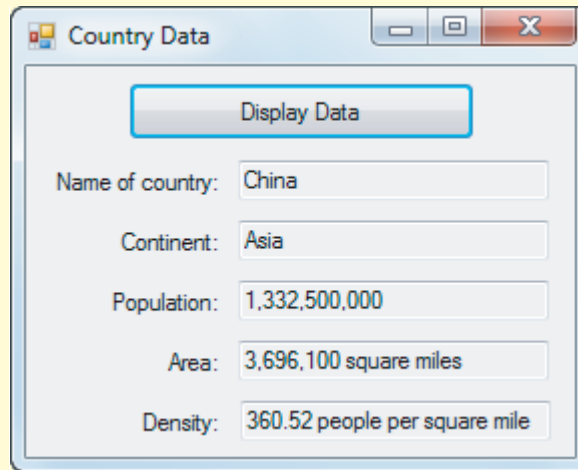 Country Data
Display Data
Name of country: China
Continent: Asia
Population: 1,332,500,000
Area: 3,696,100 square miles
Density: 360.52 people per square mile